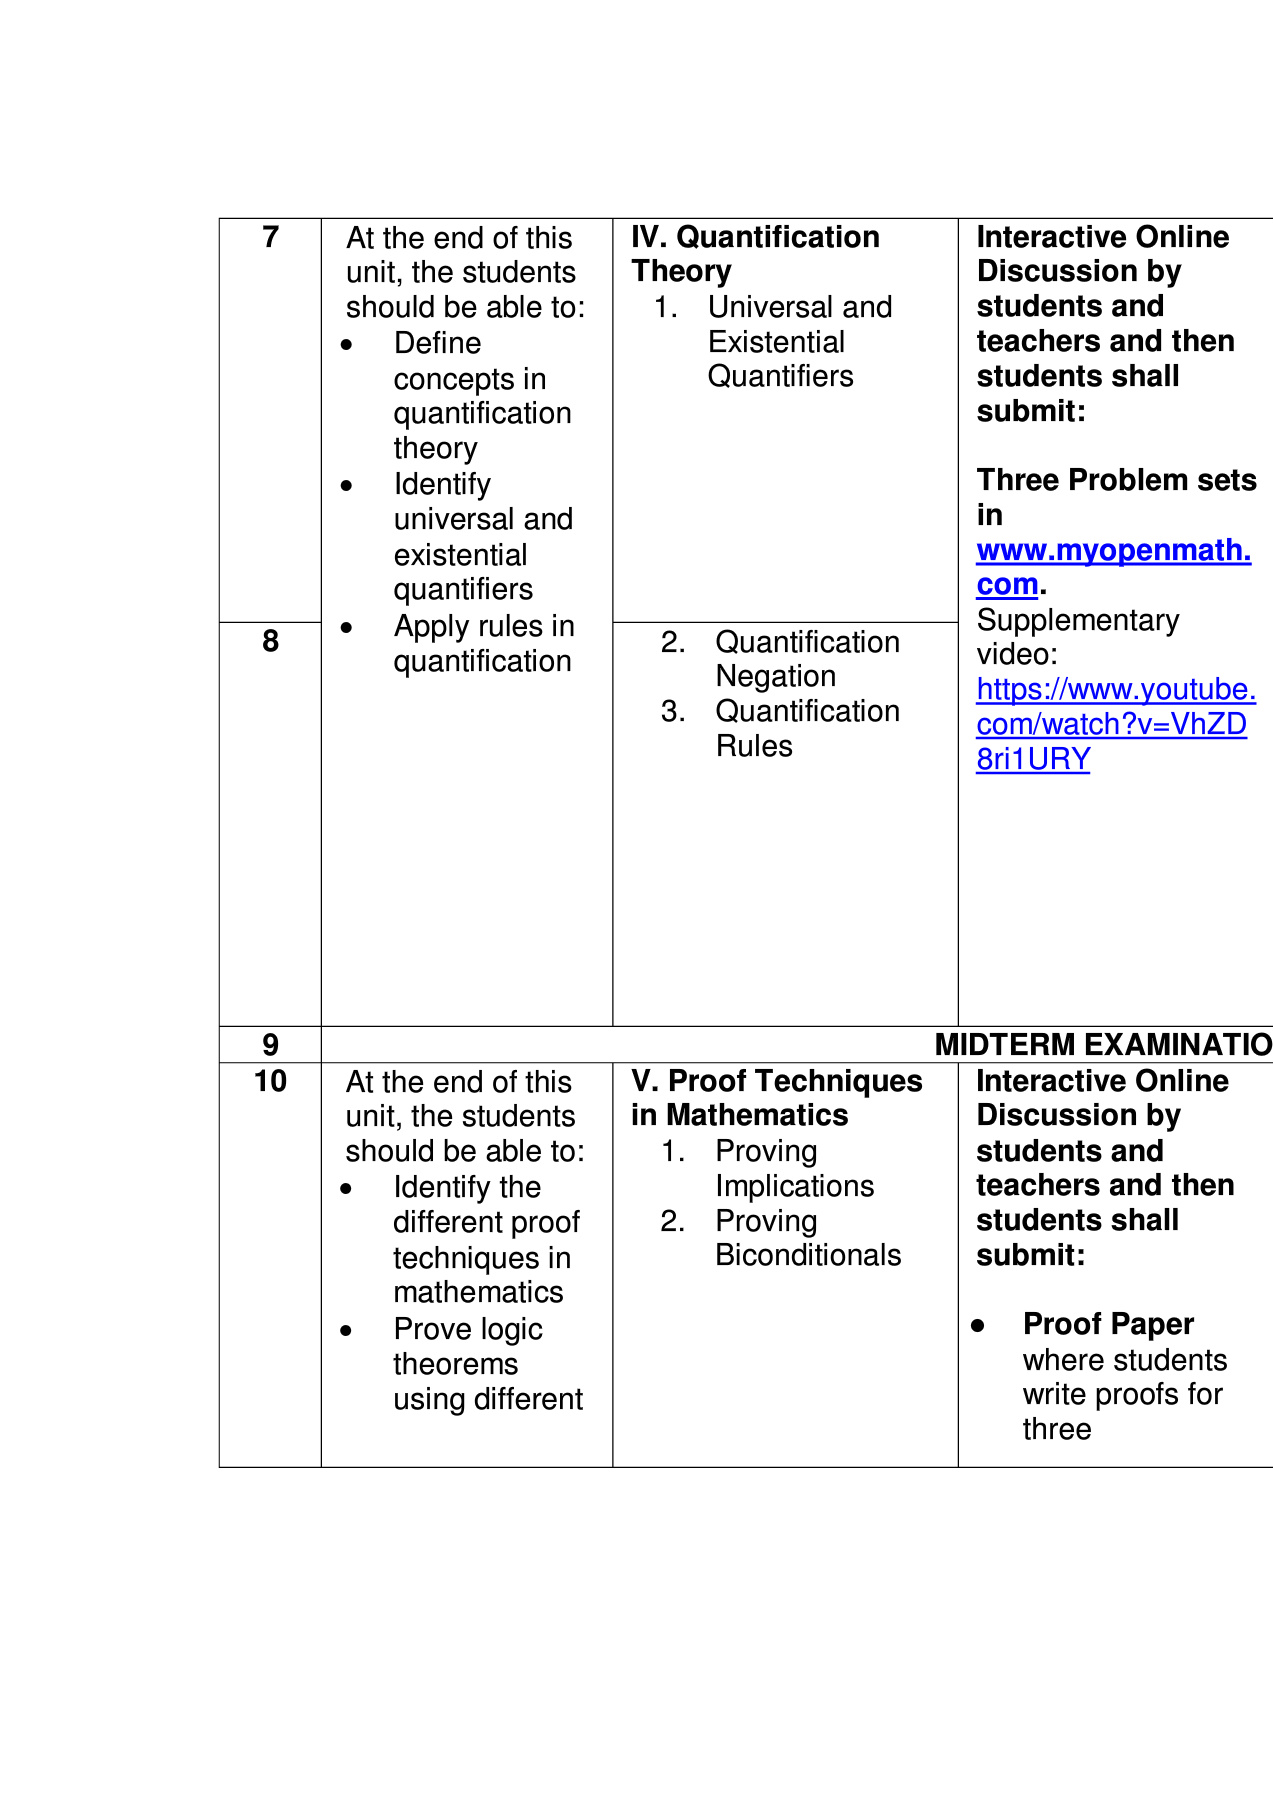 7
At the end of this
unit, the students
should be able to:
• Define
concepts in
quantification
theory
• Identify
universal and
existential
quantifiers
• Apply rules in
quantification
IV. Quantification
Theory
1. Universal and
Existential
Quantifiers
Interactive Online
Discussion by
students and
teachers and then
students shall
submit:
Three Problem sets
in
www.myopenmath.
com.
Supplementary
video:
https://www.youtube.
com/watch?v=VhZD
8ri1URY
8
2. Quantification
Negation
3. Quantification
Rules
9
MIDTERM EXAMINATIO
10
At the end of this
unit, the students
should be able to:
• Identify the
different proof
techniques in
mathematics
• Prove logic
theorems
using different
V. Proof Techniques
in Mathematics
1. Proving
Implications
2. Proving
Biconditionals
Interactive Online
Discussion by
students and
teachers and then
students shall
submit:
• Proof Paper
where students
write proofs for
three